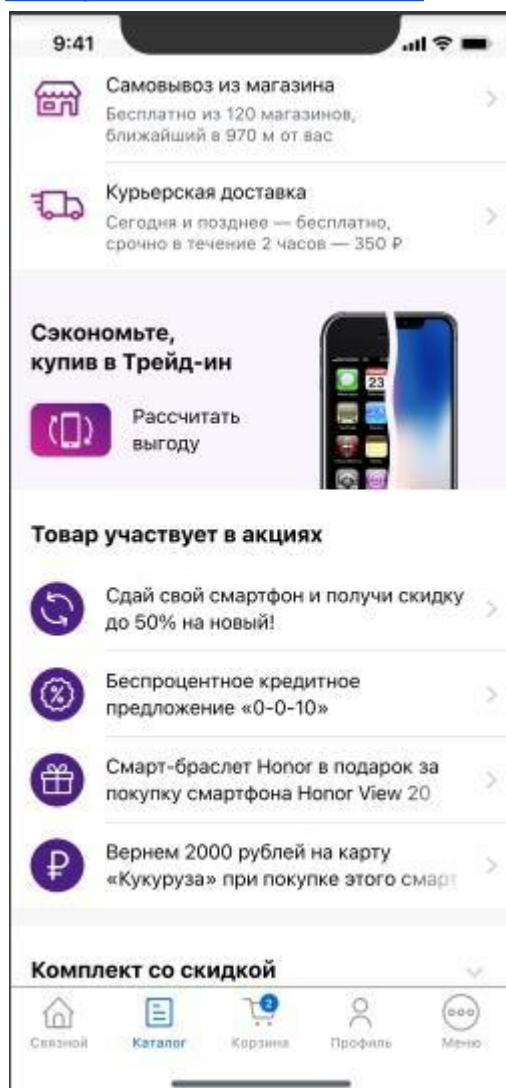 9:41
Самовывоз из магазина
Бесплатно из 120 магазинов,
ближайший в 970 м от вас
Курьерская доставка
Сегодня и позднее — бесплатно,
срочно в течение 2 часов — 350 ₽
Сэкономьте,
купив в Трейд-ин
23
Рассчитать
выгоду
Товар участвует в акциях
Сдай свой смартфон и получи скидку
до 50% на новый!
Беспроцентное кредитное
предложение «0-0-10»
Смарт-браслет Honor в подарок за
покупку смартфона Honor View 20
Вернем 2000 рублей на карту
«Кукуруза» при покупке этого смарт
Комплект со скидкой
2
Связной Каталог Корзина Профиль Меню